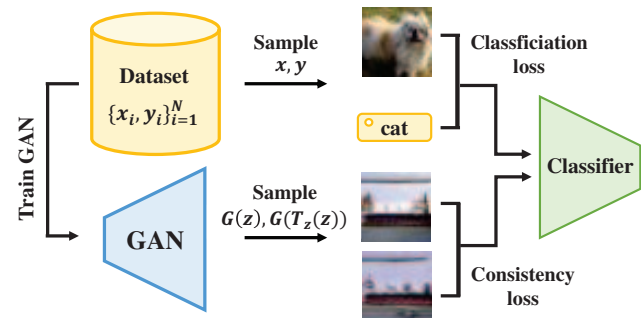 Dataset
{x_i, y_i}_{i=1}^N
Sample
x, y
Classficiation
loss
cat
Train GAN
GAN
Sample
G(z), G(T_z(z))
Classifier
Consistency
loss